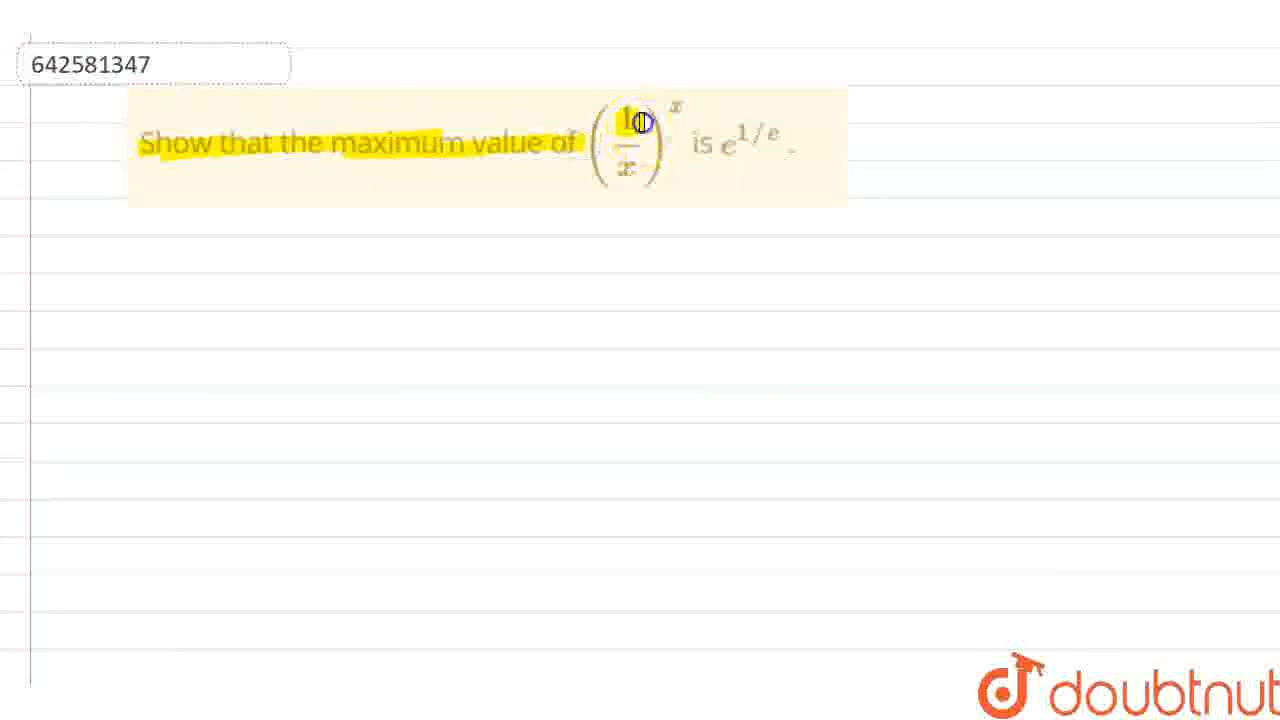 642581347
Show that the maximum value of (1/x)^x is e^{1/e} .
doubtnut